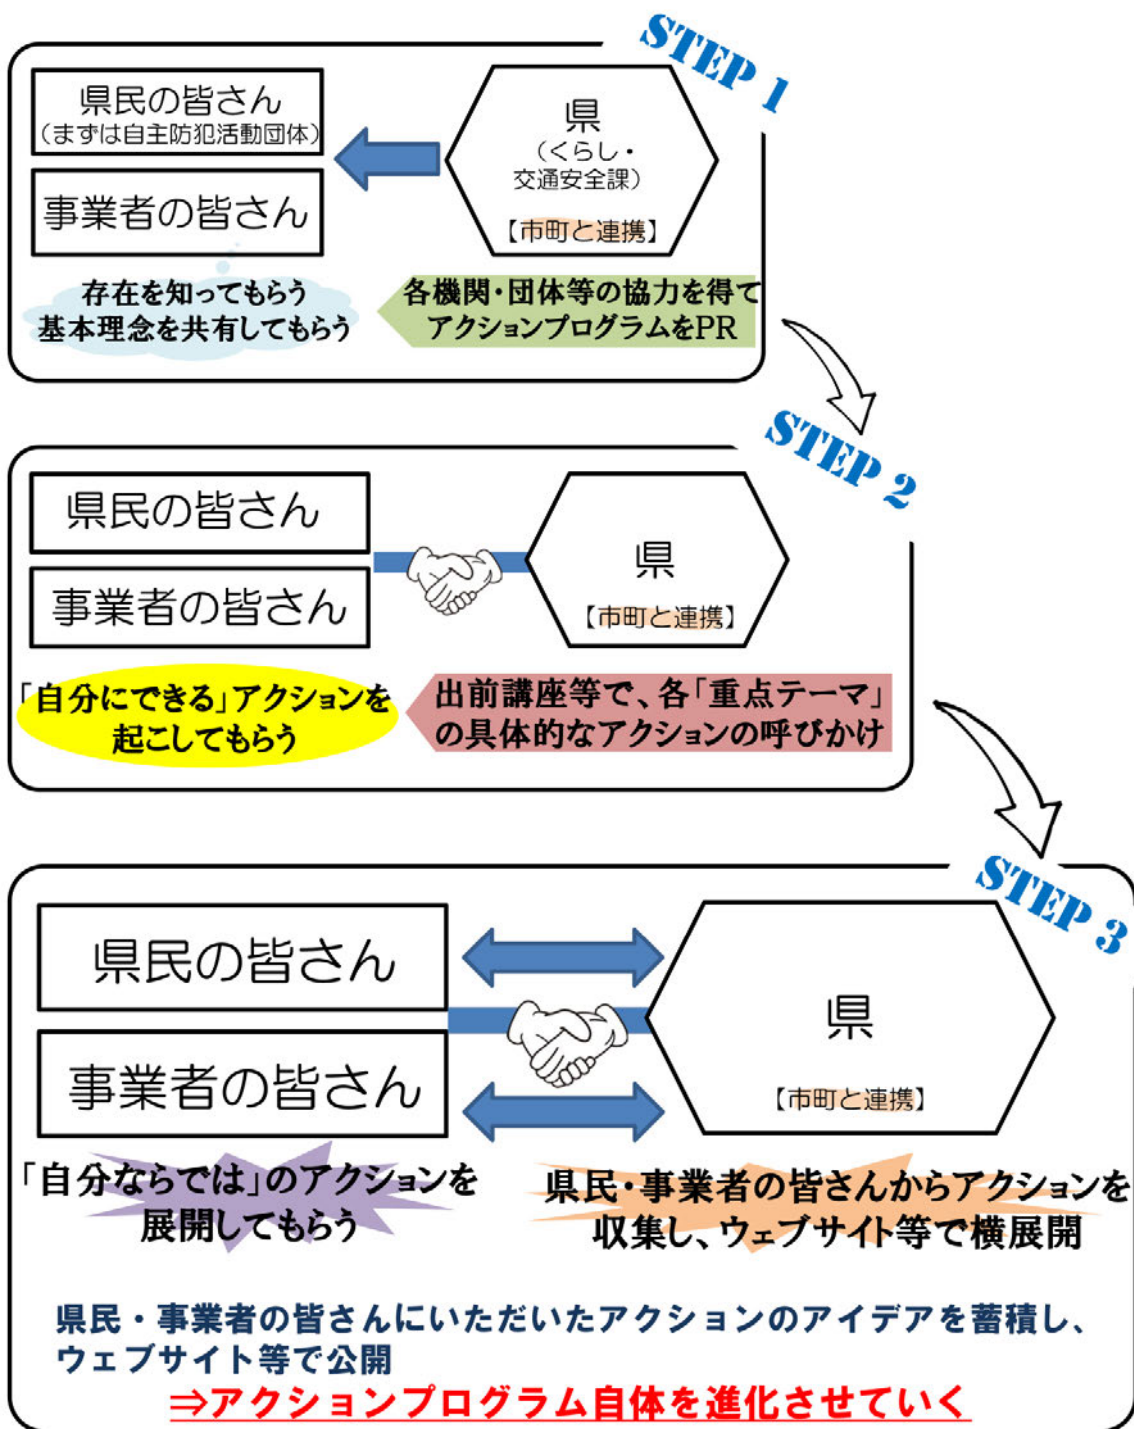 STEP 1
県民の皆さん
（まずは自主防犯活動団体）
事業者の皆さん
県
（くらし・
交通安全課）
【市町と連携】
存在を知ってもらう
基本理念を共有してもらう
各機関・団体等の協力を得て
アクションプログラムをPR
STEP 2
県民の皆さん
事業者の皆さん
県
【市町と連携】
「自分にできる」アクションを
起こしてもらう
出前講座等で、各「重点テーマ」
の具体的なアクションの呼びかけ
STEP 3
県民の皆さん
事業者の皆さん
県
【市町と連携】
「自分ならでは」のアクションを
展開してもらう
県民・事業者の皆さんからアクションを
収集し、ウェブサイト等で横展開
県民・事業者の皆さんにいただいたアクションのアイデアを蓄積し、
ウェブサイト等で公開
⇒アクションプログラム自体を進化させていく